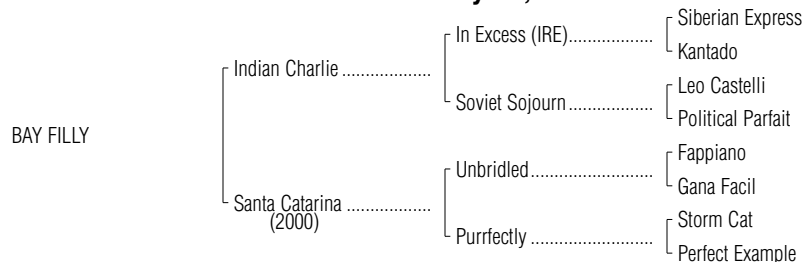 Siberian Express
In Excess (IRE)....................
Kantado
Indian Charlie ....................
Leo Castelli
Soviet Sojourn....................
Political Parfait
BAY FILLY
Fappiano
Unbridled..............................
Gana Facil
Santa Catarina ....................
(2000)
Storm Cat
Purrfectly ..............................
Perfect Example